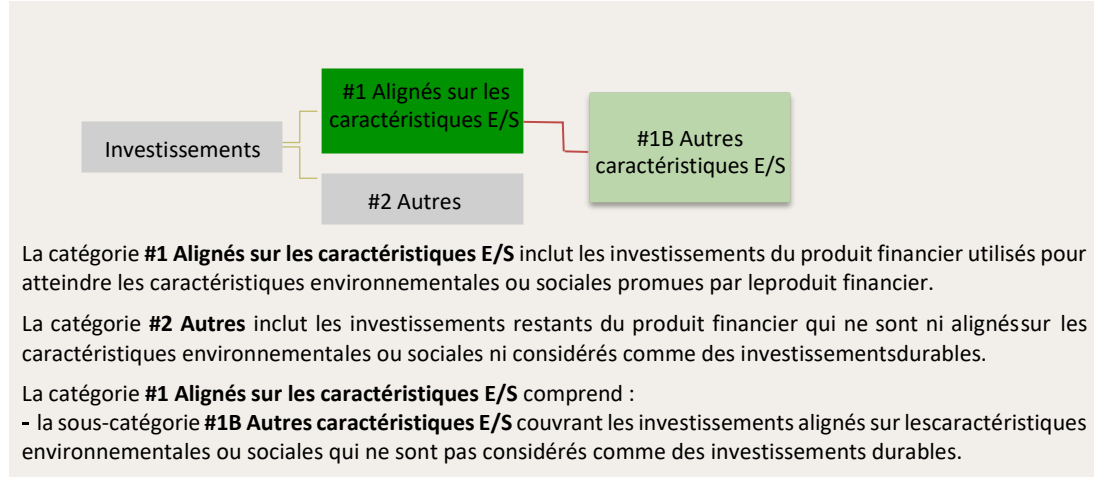 #1 Alignés sur les
caractéristiques E/S
Investissements
#1B Autres
caractéristiques E/S
#2 Autres
La catégorie #1 Alignés sur les caractéristiques E/S inclut les investissements du produit financier utilisés pour
atteindre les caractéristiques environnementales ou sociales promues par leproduit financier.
La catégorie #2 Autres inclut les investissements restants du produit financier qui ne sont ni alignéssur les
caractéristiques environnementales ou sociales ni considérés comme des investissementsdurables.
La catégorie #1 Alignés sur les caractéristiques E/S comprend :
- la sous-catégorie #1B Autres caractéristiques E/S couvrant les investissements alignés sur lescaractéristiques
environnementales ou sociales qui ne sont pas considérés comme des investissements durables.